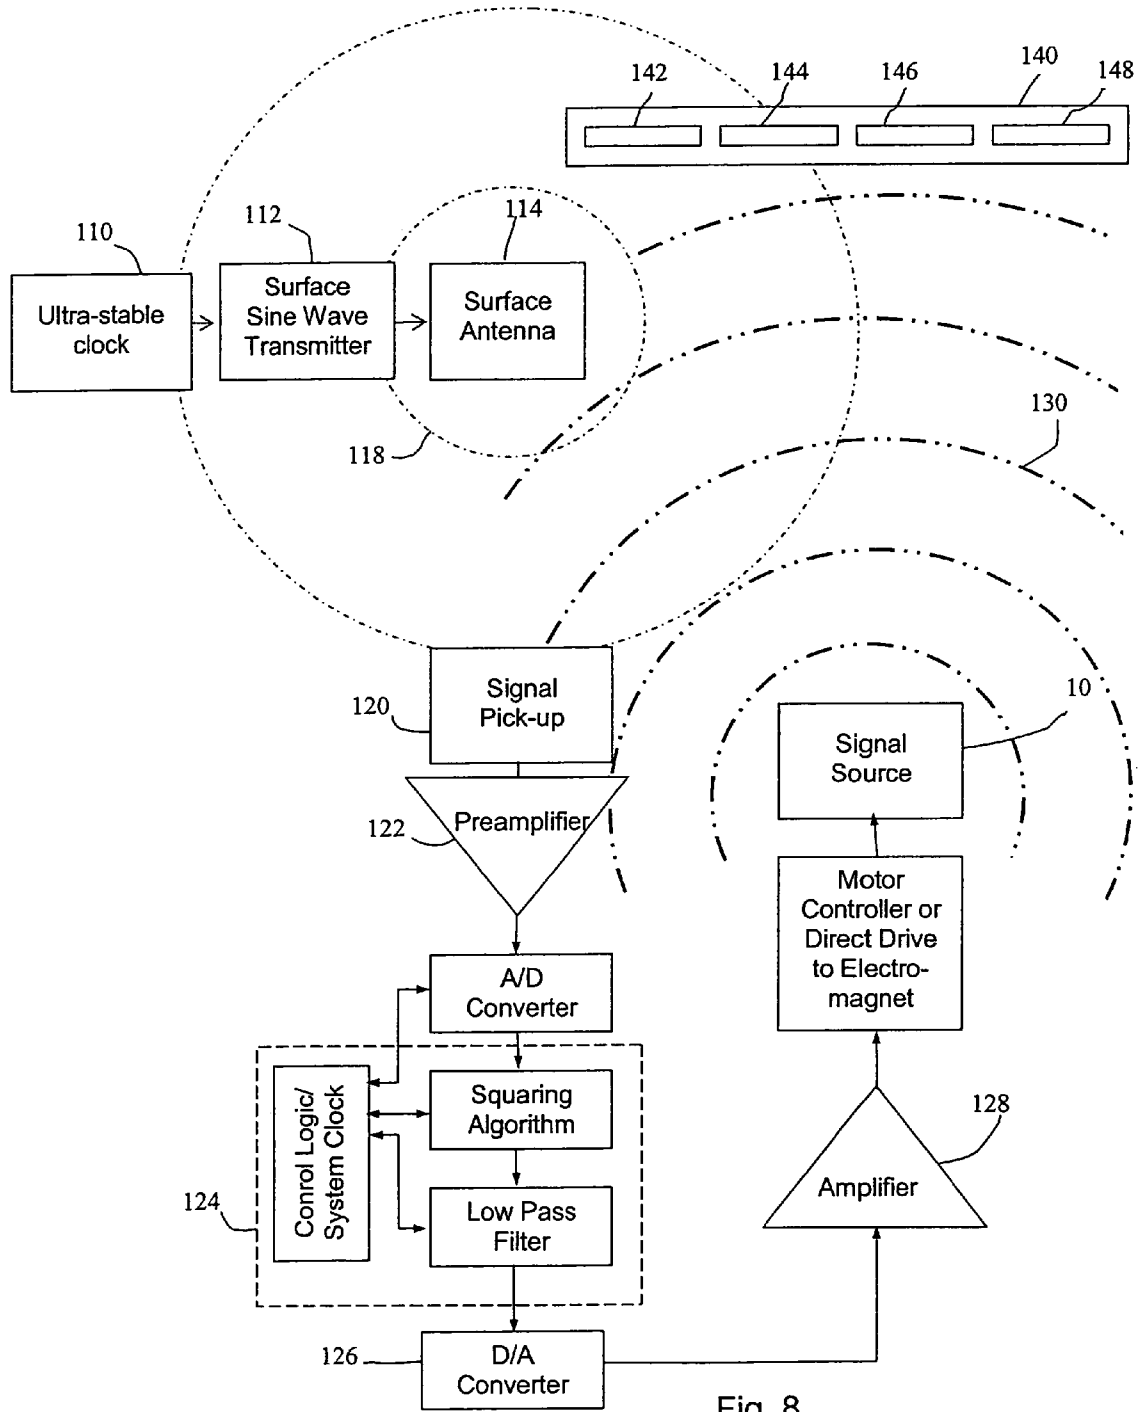 142
144
146
140
148
110
112
114
Ultra-stable
clock
Surface
Sine Wave
Transmitter
Surface
Antenna
118
130
120
Signal
Pick-up
10
Signal
Source
122
Preamplifier
Motor
Controller or
Direct Drive
to Electro-
magnet
A/D
Converter
Conrol Logic/
System Clock
Squaring
Algorithm
128
124
Low Pass
Filter
Amplifier
126
D/A
Converter
Fig. 8